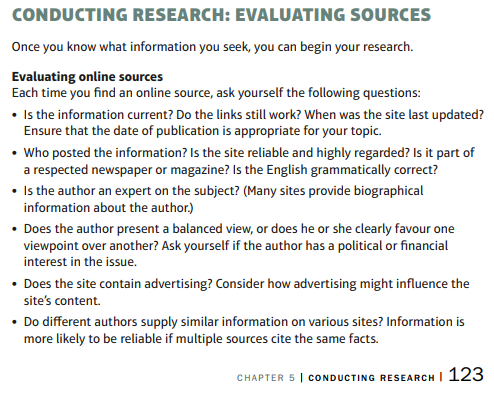 CONDUCTING RESEARCH: EVALUATING SOURCES
Once you know what information you seek, you can begin your research.
Evaluating online sources
Each time you find an online source, ask yourself the following questions:
• Is the information current? Do the links still work? When was the site last updated?
Ensure that the date of publication is appropriate for your topic.
• Who posted the information? Is the site reliable and highly regarded? Is it part of
a respected newspaper or magazine? Is the English grammatically correct?
• Is the author an expert on the subject? (Many sites provide biographical
information about the author.)
• Does the author present a balanced view, or does he or she clearly favour one
viewpoint over another? Ask yourself if the author has a political or financial
interest in the issue.
• Does the site contain advertising? Consider how advertising might influence the
site's content.
• Do different authors supply similar information on various sites? Information is
more likely to be reliable if multiple sources cite the same facts.
CHAPTER 5 | CONDUCTING RESEARCH | 123